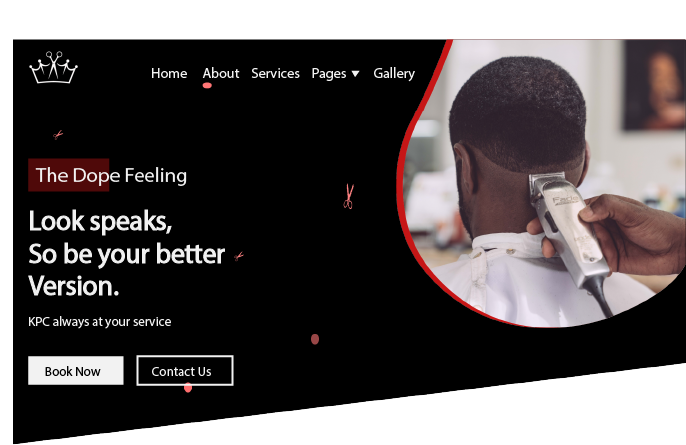 Home About Services Pages Gallery
The Dope Feeling
Look speaks,
So be your better
Version.
KPC always at your service
Book Now Contact Us